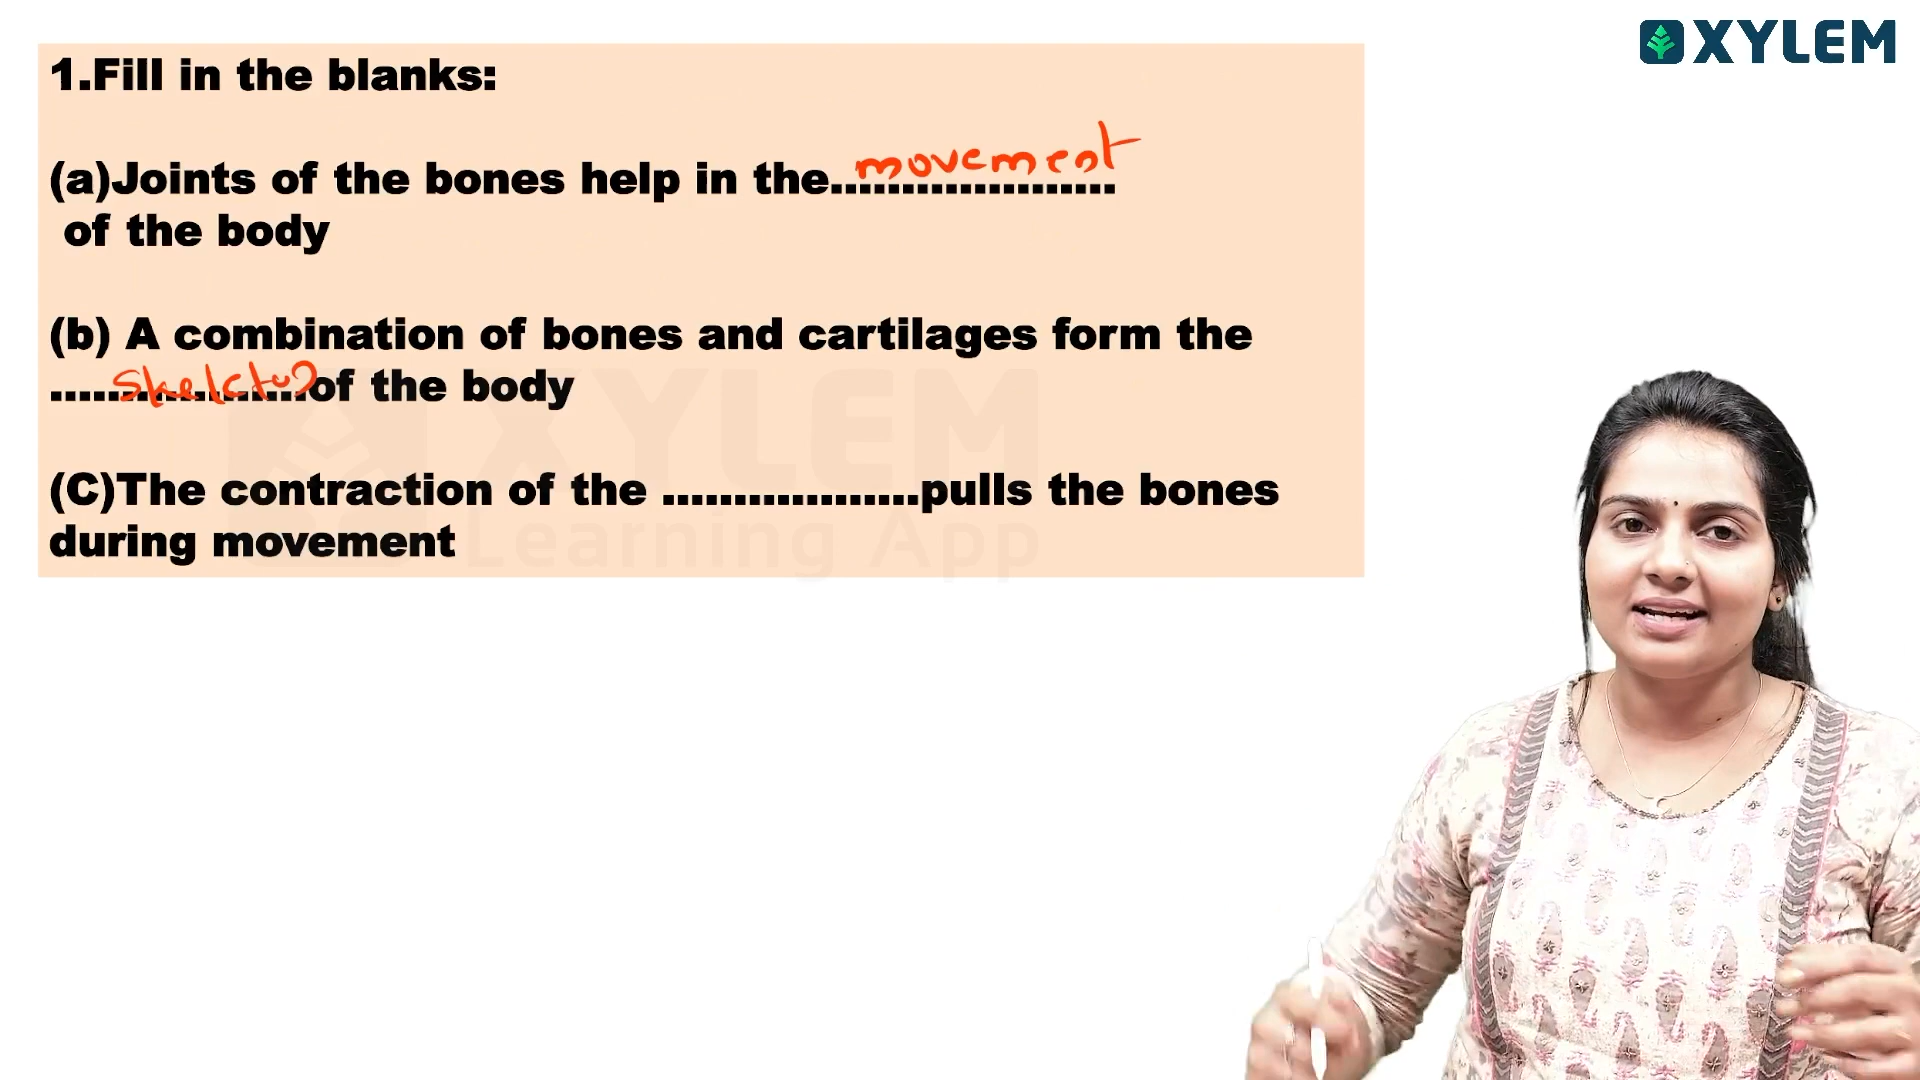 XYLEM
1.Fill in the blanks:
(a)Joints of the bones help in the.................... movement
of the body
(b) A combination of bones and cartilages form the
..................of the body
(C)The contraction of the ..................pulls the bones
during movement
XYLEM
Learning App